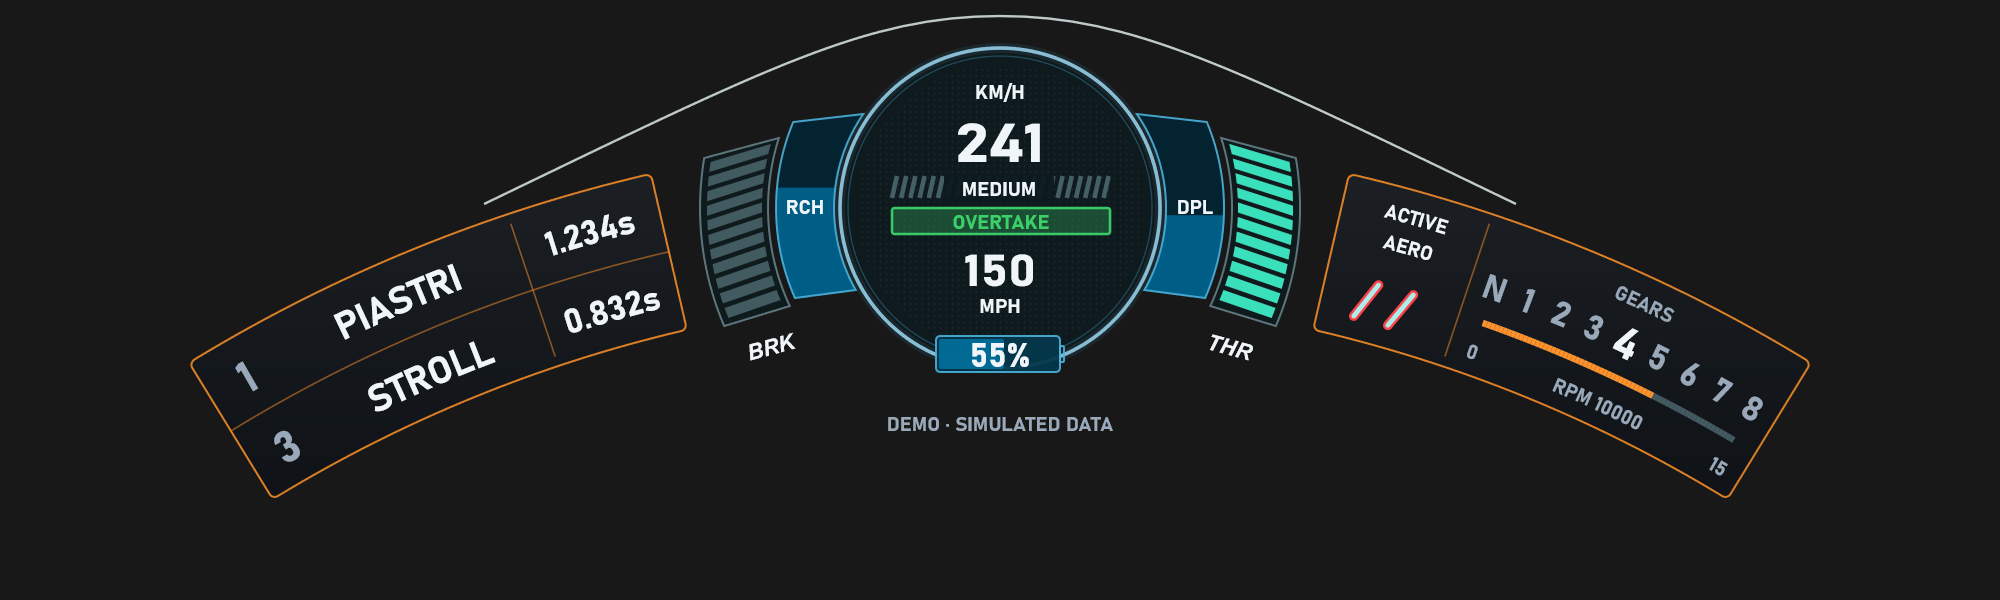 1 PIASTRI 1.234s
3 STROLL 0.832s
BRK
RCH
KM/H
241
MEDIUM
OVERTAKE
150
MPH
55%
DPL
THR
ACTIVE
AERO
GEARS
N 1 2 3 4 5 6 7 8
0
RPM 10000
15
DEMO · SIMULATED DATA